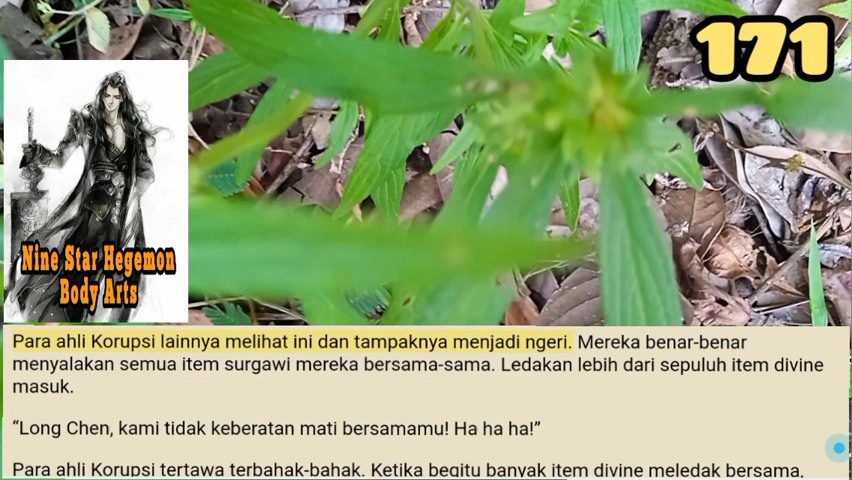 171
Nine Star Hegemon
Body Arts
Para ahli Korupsi lainnya melihat ini dan tampaknya menjadi ngeri. Mereka benar-benar
menyalakan semua item surgawi mereka bersama-sama. Ledakan lebih dari sepuluh item divine
masuk.
“Long Chen, kami tidak keberatan mati bersamamu! Ha ha ha!”
Para ahli Korupsi tertawa terbahak-bahak. Ketika begitu banyak item divine meledak bersama,